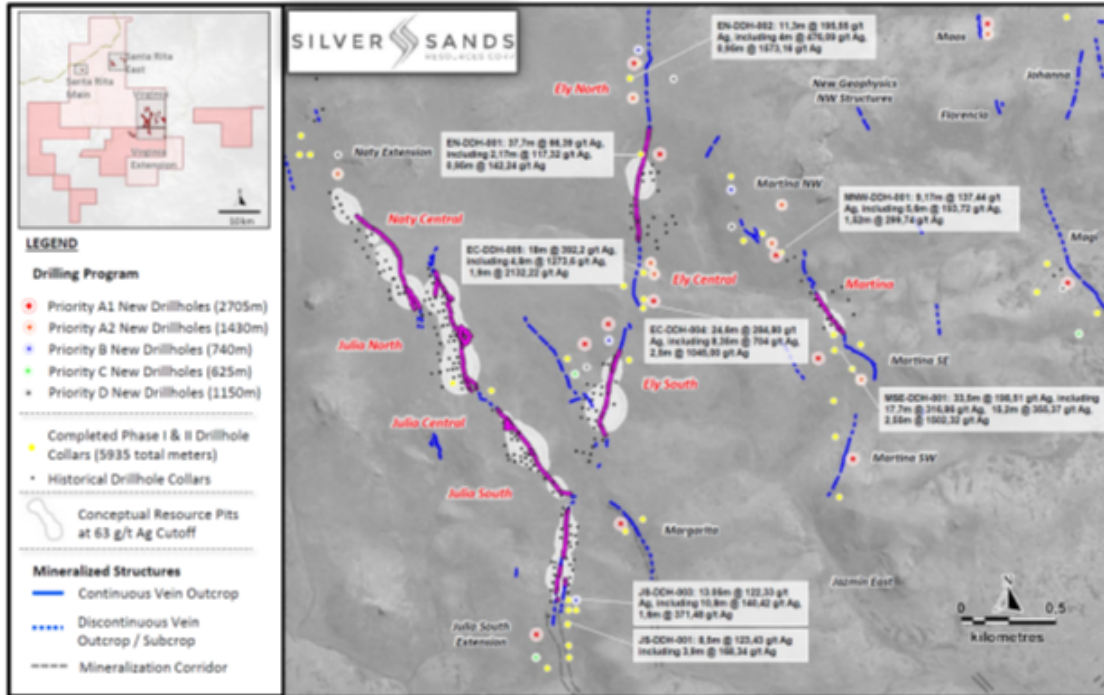 Santa Rita
East
Santa Rita
Main
Virginia
Virginia
Extension
50km
LEGEND
Drilling Program
Priority A1 New Drillholes (2705m)
Priority A2 New Drillholes (1430m)
Priority B New Drillholes (740m)
Priority C New Drillholes (625m)
Priority D New Drillholes (1150m)
Completed Phase I & II Drillhole
Collars (5935 total meters)
Historical Drillhole Collars
Conceptual Resource Pits
at 63 g/t Ag Cutoff
Mineralized Structures
Continuous Vein Outcrop
Discontinuous Vein
Outcrop / Subcrop
Mineralization Corridor
SILVER SANDS
RESOURCES CORP
EN-DDH-002: 11,3m @ 195,55 g/t
Ag, including 4m @ 476,09 g/t Ag,
0,95m @ 1573,16 g/t Ag
Ely North
Maos
Johanna
New Geophysics
NW Structures
Florencia
EN-DDH-001: 37,7m @ 66,39 g/t Ag,
including 2,17m @ 117,32 g/t Ag,
0,95m @ 142,24 g/t Ag
Naty Extension
Martina NW
MNW-DDH-001: 9,17m @ 137,44 g/t
Ag, including 5,6m @ 193,72 g/t Ag,
1,52m @ 299,74 g/t Ag
Naty Central
EC-DDH-005: 18m @ 392,2 g/t
Ag, including 4,9m @ 1273,6 g/t Ag,
1,9m @ 2132,22 g/t Ag
Ely Central
Martina
Magi
EC-DDH-004: 24,6m @ 284,80 g/t
Ag, including 8,35m @ 704 g/t Ag,
Julia North
Martina SE
Ely South
MSE-DDH-001: 33,5m @ 198,51 g/t Ag, including
17,7m @ 316,86 g/t Ag, 15,2m @ 355,37 g/t Ag,
2,55m @ 1002,32 g/t Ag
Julia Central
Martina SW
Julia South
Margarita
Jazmin East
N
0 0.5
kilometres
JS-DDH-003: 13.05m @ 122,33 g/t
Ag, including 10,9m @ 140,42 g/t Ag,
1,6m @ 371,45 g/t Ag
Julia South
Extension
JS-DDH-001: 8,5m @ 123,43 g/t Ag
including 3,9m @ 168,34 g/t Ag